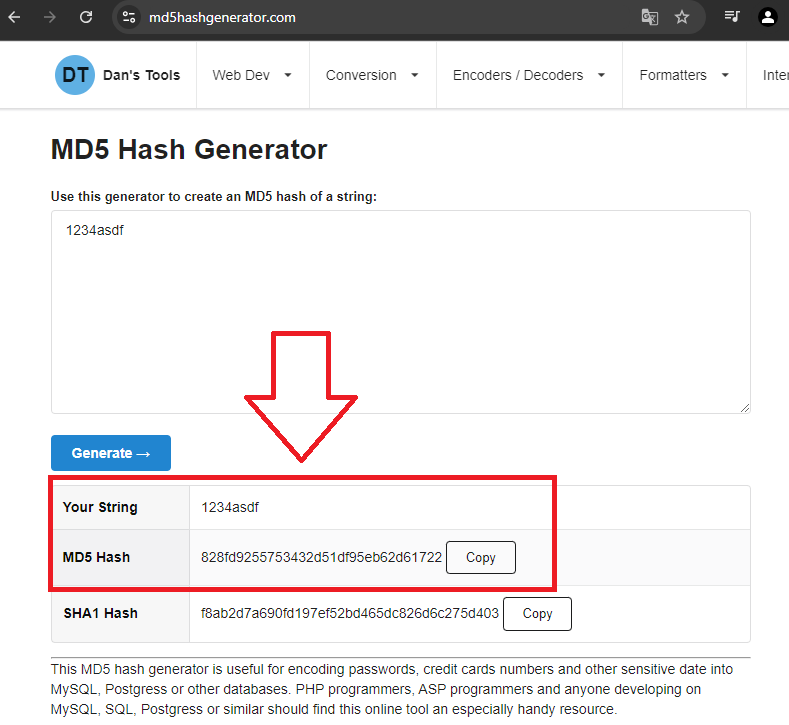 md5hashgenerator.com
DT Dan's Tools Web Dev Conversion Encoders / Decoders Formatters Inte
MD5 Hash Generator
Use this generator to create an MD5 hash of a string:
1234asdf
Generate →
Your String 1234asdf
MD5 Hash 828fd9255753432d51df95eb62d61722 Copy
SHA1 Hash f8ab2d7a690fd197ef52bd465dc826d6c275d403 Copy
This MD5 hash generator is useful for encoding passwords, credit cards numbers and other sensitive date into
MySQL, Postgress or other databases. PHP programmers, ASP programmers and anyone developing on
MySQL, SQL, Postgress or similar should find this online tool an especially handy resource.